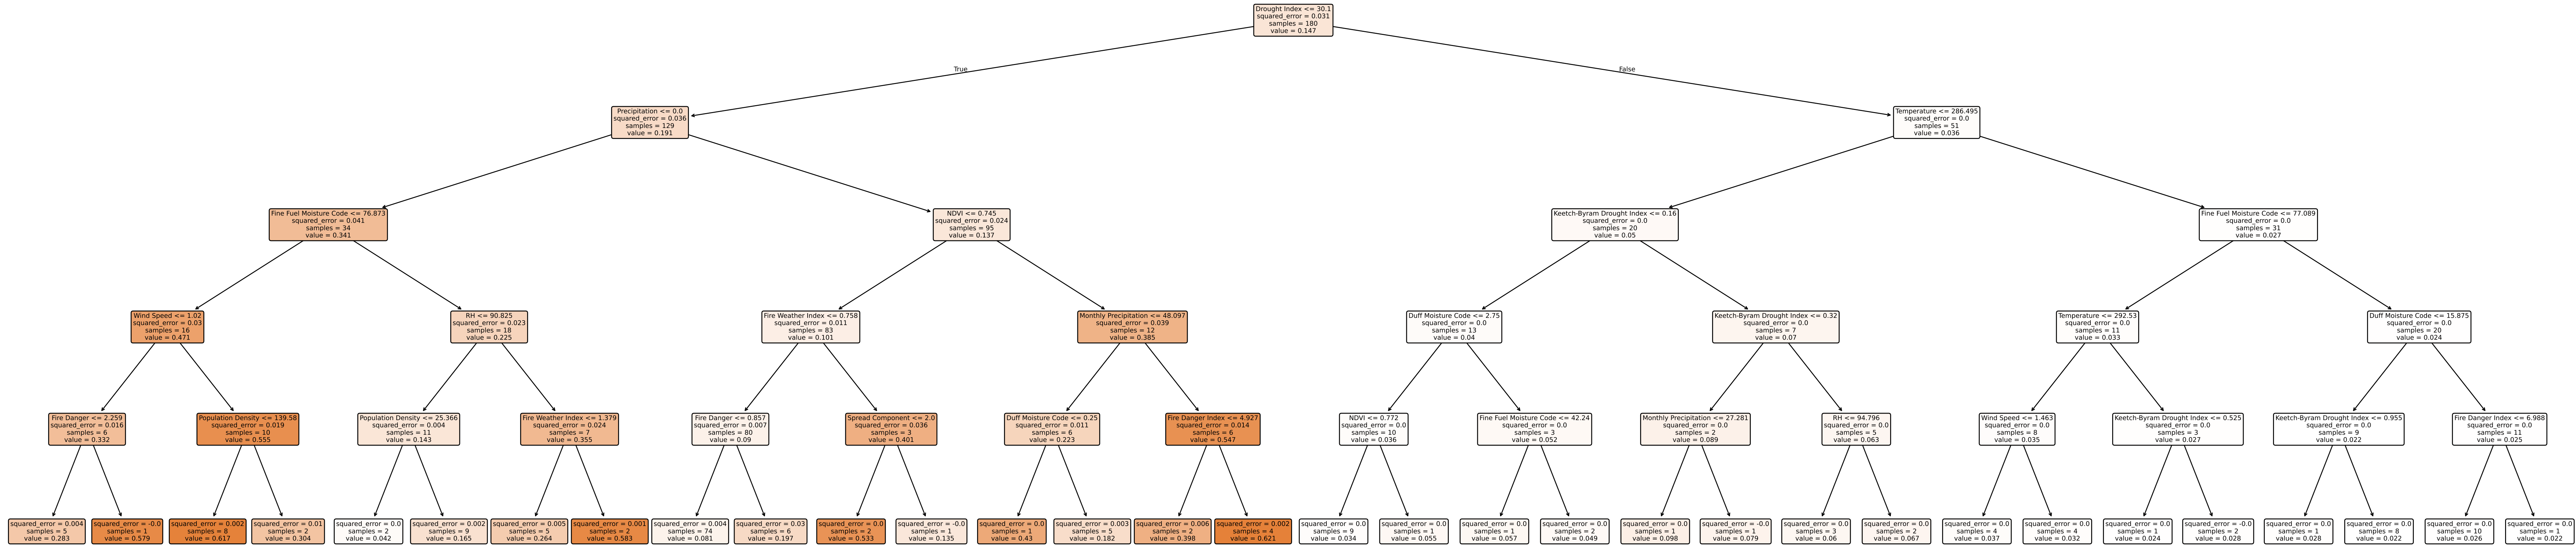 Drought Index <= 30.1
squared_error = 0.031
samples = 180
value = 0.147
True
False
Precipitation <= 0.0
squared_error = 0.036
samples = 129
value = 0.191
Temperature <= 286.495
squared_error = 0.0
samples = 51
value = 0.036
Fine Fuel Moisture Code <= 76.873
squared_error = 0.041
samples = 34
value = 0.341
NDVI <= 0.745
squared_error = 0.024
samples = 95
value = 0.137
Keetch-Byram Drought Index <= 0.16
squared_error = 0.0
samples = 20
value = 0.05
Fine Fuel Moisture Code <= 77.089
squared_error = 0.0
samples = 31
value = 0.027
Wind Speed <= 1.02
squared_error = 0.03
samples = 16
value = 0.471
RH <= 90.825
squared_error = 0.023
samples = 18
value = 0.225
Fire Weather Index <= 0.758
squared_error = 0.011
samples = 83
value = 0.101
Monthly Precipitation <= 48.097
squared_error = 0.039
samples = 12
value = 0.385
Duff Moisture Code <= 2.75
squared_error = 0.0
samples = 13
value = 0.04
Keetch-Byram Drought Index <= 0.32
squared_error = 0.0
samples = 7
value = 0.07
Temperature <= 292.53
squared_error = 0.0
samples = 11
value = 0.033
Duff Moisture Code <= 15.875
squared_error = 0.0
samples = 20
value = 0.024
Fire Danger <= 2.259
squared_error = 0.016
samples = 6
value = 0.332
Population Density <= 139.58
squared_error = 0.019
samples = 10
value = 0.555
Population Density <= 25.366
squared_error = 0.004
samples = 11
value = 0.143
Fire Weather Index <= 1.379
squared_error = 0.024
samples = 7
value = 0.355
Fire Danger <= 0.857
squared_error = 0.007
samples = 80
value = 0.09
Spread Component <= 2.0
squared_error = 0.036
samples = 3
value = 0.401
Duff Moisture Code <= 0.25
squared_error = 0.011
samples = 6
value = 0.223
Fire Danger Index <= 4.927
squared_error = 0.014
samples = 6
value = 0.547
NDVI <= 0.772
squared_error = 0.0
samples = 10
value = 0.036
Fine Fuel Moisture Code <= 42.24
squared_error = 0.0
samples = 3
value = 0.052
Monthly Precipitation <= 27.281
squared_error = 0.0
samples = 2
value = 0.089
RH <= 94.796
squared_error = 0.0
samples = 5
value = 0.063
Wind Speed <= 1.463
squared_error = 0.0
samples = 8
value = 0.035
Keetch-Byram Drought Index <= 0.525
squared_error = 0.0
samples = 3
value = 0.027
Keetch-Byram Drought Index <= 0.955
squared_error = 0.0
samples = 9
value = 0.022
Fire Danger Index <= 6.988
squared_error = 0.0
samples = 11
value = 0.025
squared_error = 0.004
samples = 5
value = 0.283
squared_error = -0.0
samples = 1
value = 0.579
squared_error = 0.002
samples = 8
value = 0.617
squared_error = 0.01
samples = 2
value = 0.304
squared_error = 0.0
samples = 2
value = 0.042
squared_error = 0.002
samples = 9
value = 0.165
squared_error = 0.005
samples = 5
value = 0.264
squared_error = 0.001
samples = 2
value = 0.583
squared_error = 0.004
samples = 74
value = 0.081
squared_error = 0.03
samples = 6
value = 0.197
squared_error = 0.0
samples = 2
value = 0.533
squared_error = -0.0
samples = 1
value = 0.135
squared_error = 0.0
samples = 1
value = 0.43
squared_error = 0.003
samples = 5
value = 0.182
squared_error = 0.006
samples = 2
value = 0.398
squared_error = 0.002
samples = 4
value = 0.621
squared_error = 0.0
samples = 9
value = 0.034
squared_error = 0.0
samples = 1
value = 0.055
squared_error = 0.0
samples = 1
value = 0.057
squared_error = 0.0
samples = 2
value = 0.049
squared_error = 0.0
samples = 1
value = 0.098
squared_error = -0.0
samples = 1
value = 0.079
squared_error = 0.0
samples = 3
value = 0.06
squared_error = 0.0
samples = 2
value = 0.067
squared_error = 0.0
samples = 4
value = 0.037
squared_error = 0.0
samples = 4
value = 0.032
squared_error = 0.0
samples = 1
value = 0.024
squared_error = -0.0
samples = 2
value = 0.028
squared_error = 0.0
samples = 1
value = 0.028
squared_error = 0.0
samples = 8
value = 0.022
squared_error = 0.0
samples = 10
value = 0.026
squared_error = 0.0
samples = 1
value = 0.022